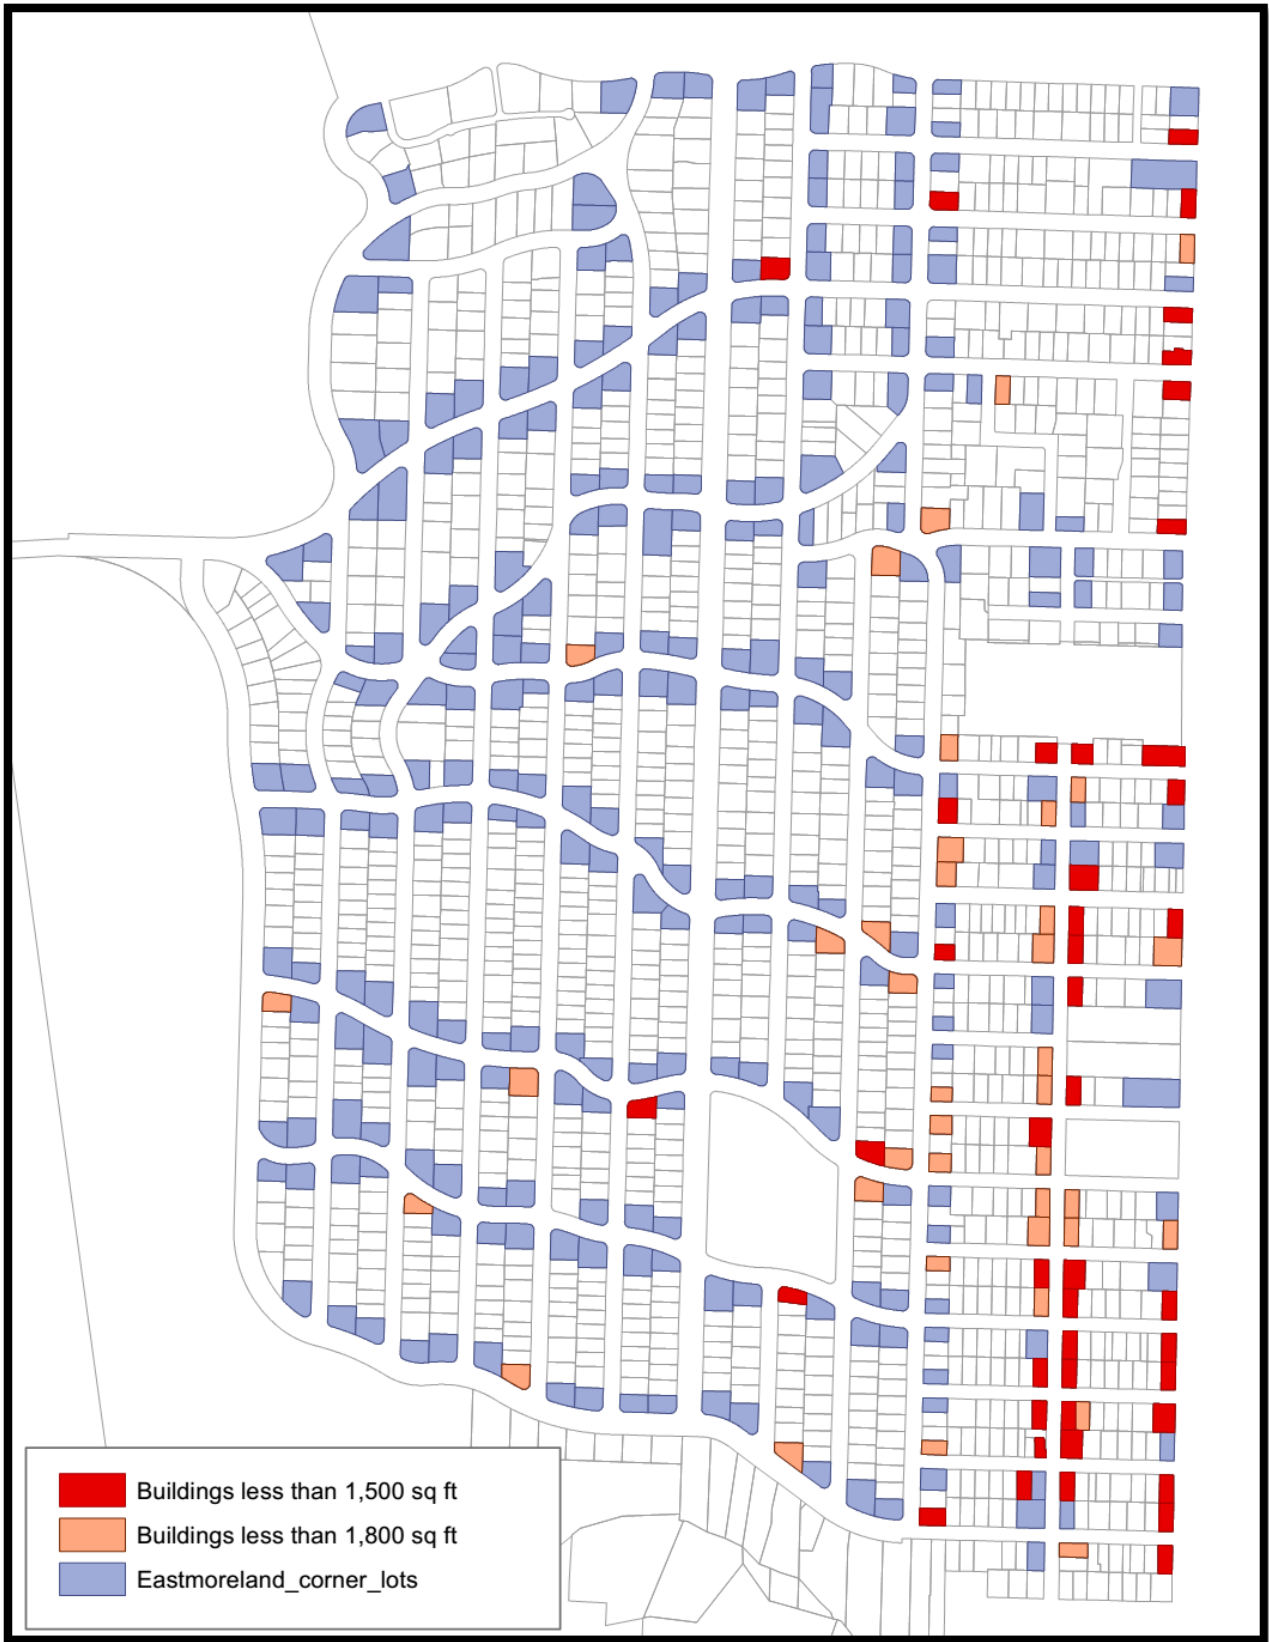 Buildings less than 1,500 sq ft
Buildings less than 1,800 sq ft
Eastmoreland_corner_lots